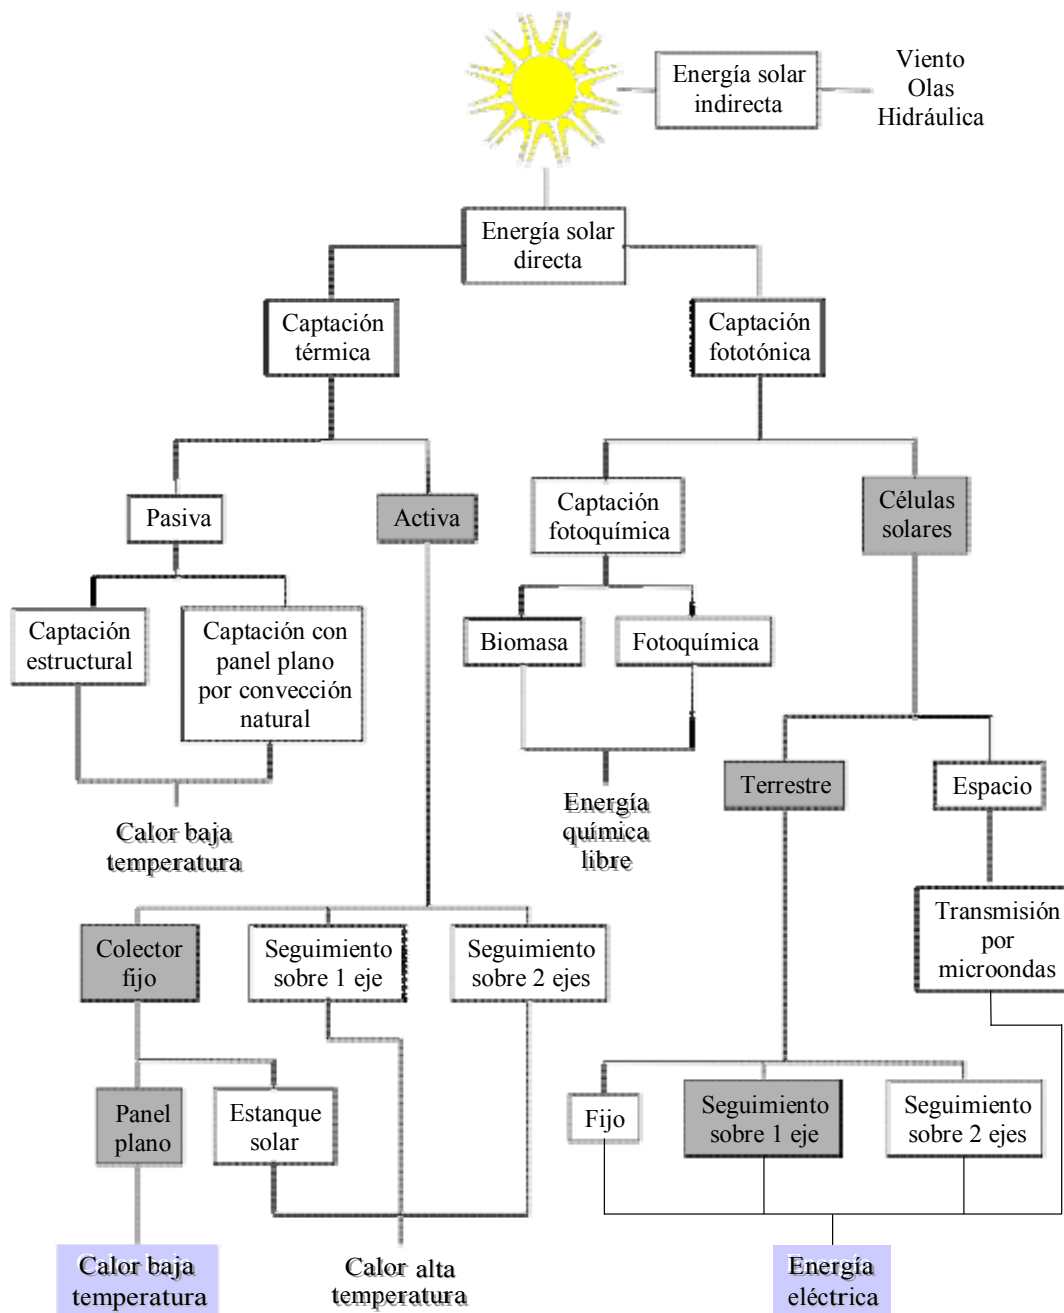 Energía solar
indirecta
Viento
Olas
Hidráulica
Energía solar
directa
Captación
térmica
Captación
fototónica
Pasiva
Activa
Captación
fotoquímica
Células
solares
Captación
estructural
Captación con
panel plano
por convección
natural
Biomasa
Fotoquímica
Terrestre
Espacio
Calor baja
temperatura
Energía
química
libre
Colector
fijo
Seguimiento
sobre 1 eje
Seguimiento
sobre 2 ejes
Transmisión
por
microondas
Panel
plano
Estanque
solar
Fijo
Seguimiento
sobre 1 eje
Seguimiento
sobre 2 ejes
Calor baja
temperatura
Calor alta
temperatura
Energía
eléctrica